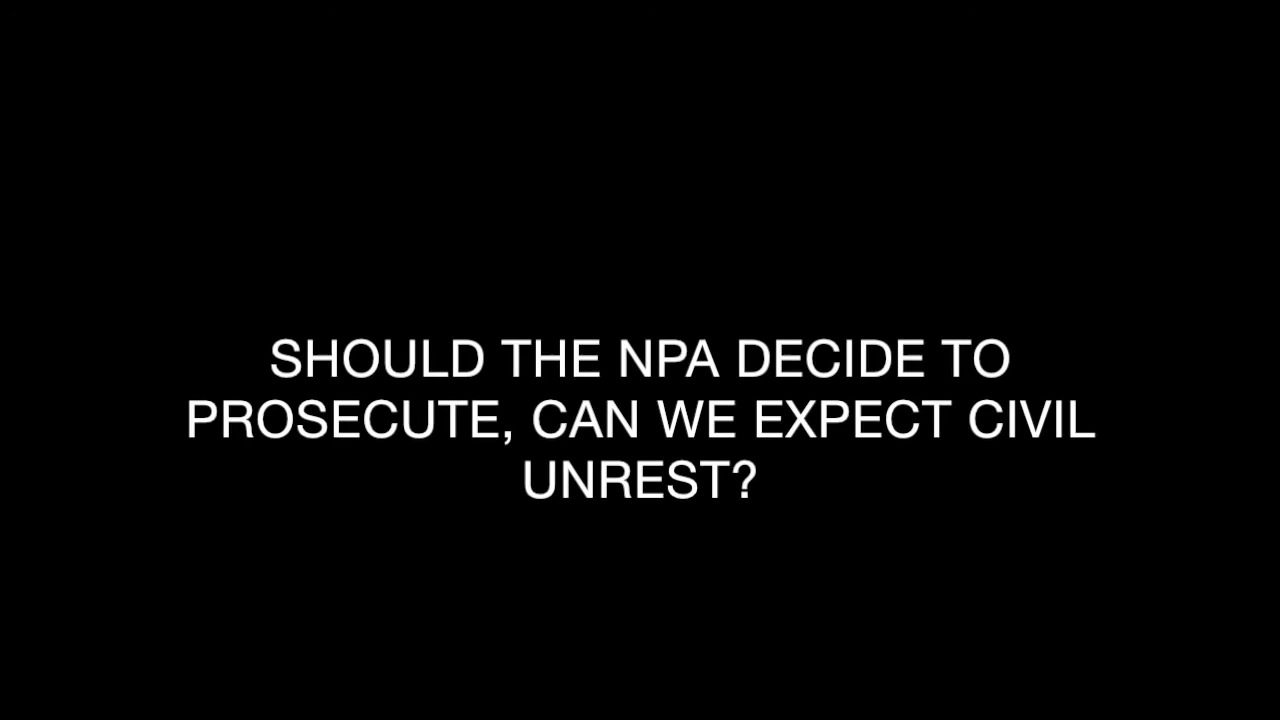 SHOULD THE NPA DECIDE TO
PROSECUTE, CAN WE EXPECT CIVIL
UNREST?